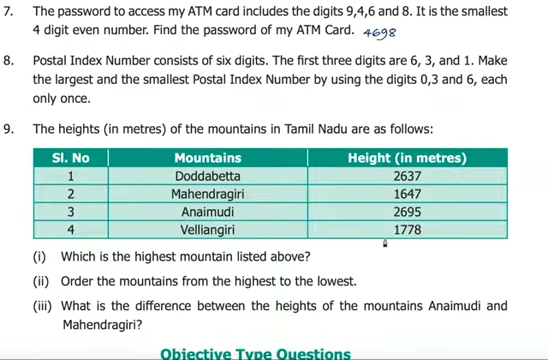 7. The password to access my ATM card includes the digits 9,4,6 and 8. It is the smallest
4 digit even number. Find the password of my ATM Card. 4698
8. Postal Index Number consists of six digits. The first three digits are 6, 3, and 1. Make
the largest and the smallest Postal Index Number by using the digits 0,3 and 6, each
only once.
9. The heights (in metres) of the mountains in Tamil Nadu are as follows:
Sl. No Mountains Height (in metres)
1 Doddabetta 2637
2 Mahendragiri 1647
3 Anaimudi 2695
4 Velliangiri 1778
(i) Which is the highest mountain listed above?
(ii) Order the mountains from the highest to the lowest.
(iii) What is the difference between the heights of the mountains Anaimudi and
Mahendragiri?
Objective Type Questions